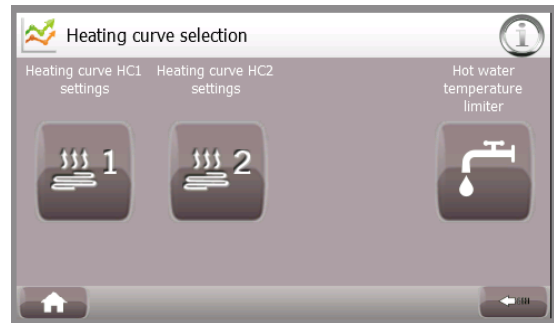 Heating curve selection
Heating curve HC1
settings
Heating curve HC2
settings
Hot water
temperature
limiter
1
2